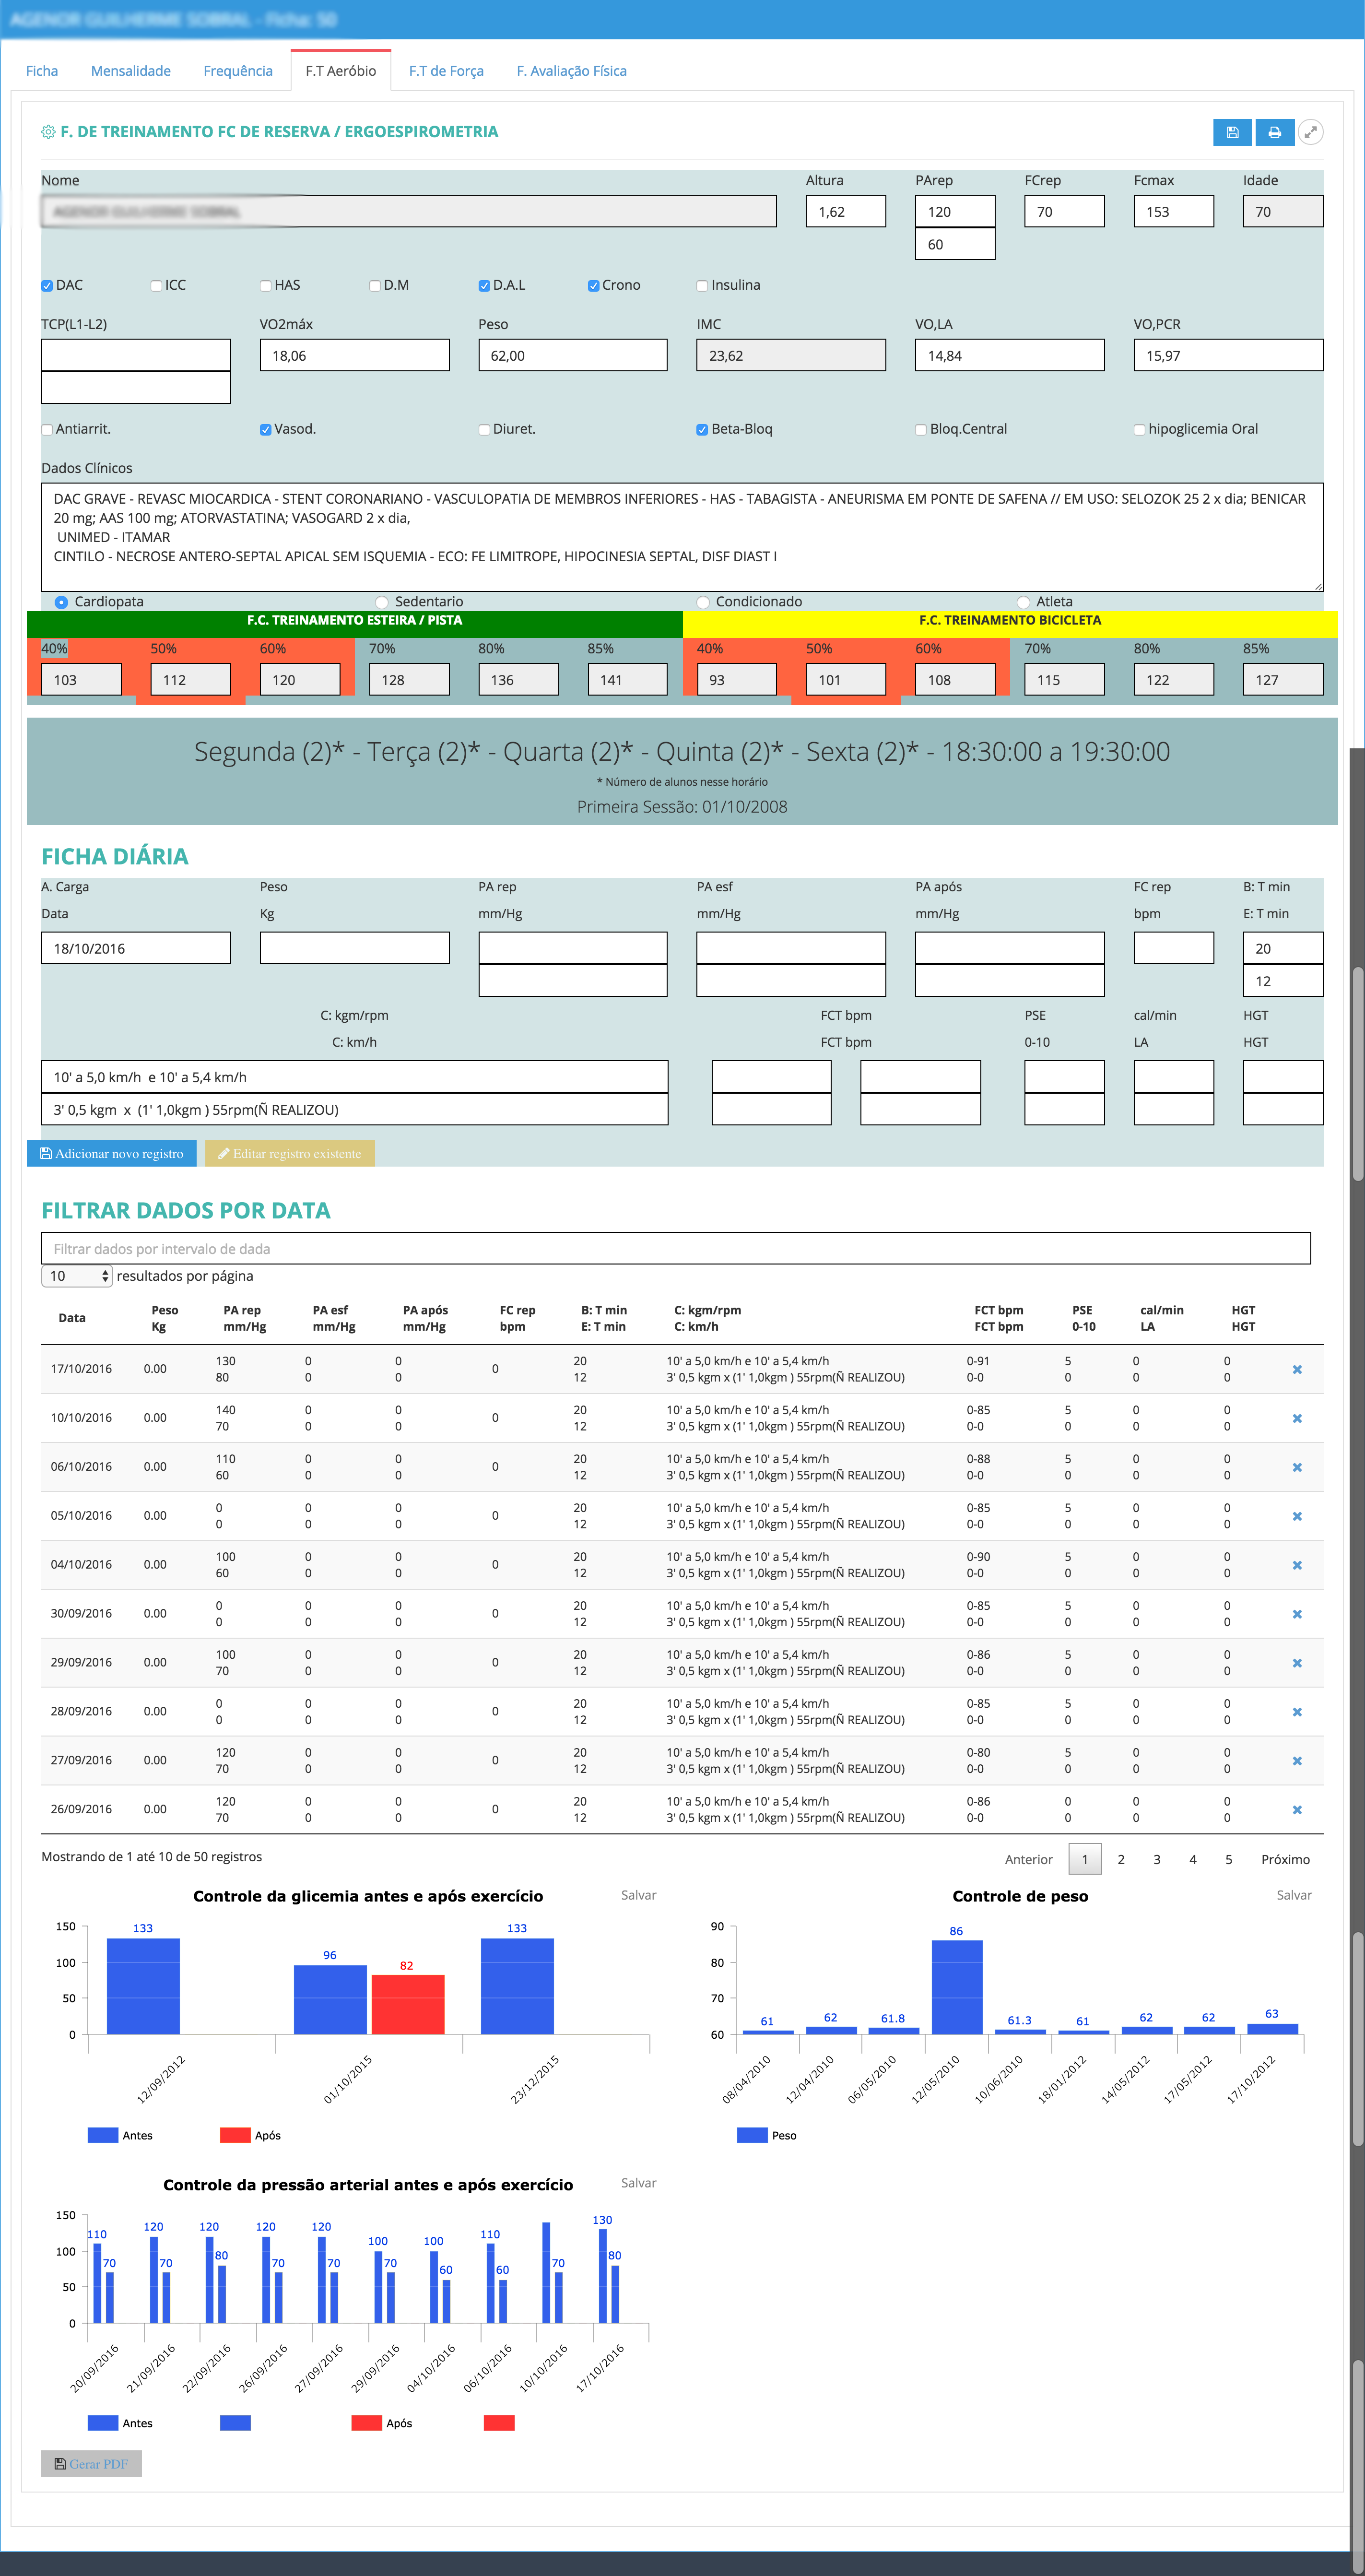 AGENOR GUILHERME SOBRAL - Ficha: 50
Ficha Mensalidade Frequência F.T Aeróbio F.T de Força F. Avaliação Física
F. DE TREINAMENTO FC DE RESERVA / ERGOESPIROMETRIA
Nome Altura PArep FCrep Fcmax Idade
AGENOR GUILHERME SOBRAL 1,62 120 70 153 70
60
DAC ICC HAS D.M D.A.L Crono Insulina
TCP(L1-L2) VO2máx Peso IMC VO,LA VO,PCR
18,06 62,00 23,62 14,84 15,97
Antiarrit. Vasod. Diuret. Beta-Bloq Bloq.Central hipoglicemia Oral
Dados Clínicos
DAC GRAVE - REVASC MIOCARDICA - STENT CORONARIANO - VASCULOPATIA DE MEMBROS INFERIORES - HAS - TABAGISTA - ANEURISMA EM PONTE DE SAFENA // EM USO: SELOZOK 25 2 x dia; BENICAR
20 mg; AAS 100 mg; ATORVASTATINA; VASOGARD 2 x dia,
UNIMED - ITAMAR
CINTILO - NECROSE ANTERO-SEPTAL APICAL SEM ISQUEMIA - ECO: FE LIMITROPE, HIPOCINESIA SEPTAL, DISF DIAST I
Cardiopata Sedentario Condicionado Atleta
F.C. TREINAMENTO ESTEIRA / PISTA F.C. TREINAMENTO BICICLETA
40% 50% 60% 70% 80% 85% 40% 50% 60% 70% 80% 85%
103 112 120 128 136 141 93 101 108 115 122 127
Segunda (2)* - Terça (2)* - Quarta (2)* - Quinta (2)* - Sexta (2)* - 18:30:00 a 19:30:00
* Número de alunos nesse horário
Primeira Sessão: 01/10/2008
FICHA DIÁRIA
A. Carga Peso PA rep PA esf PA após FC rep B: T min
Data Kg mm/Hg mm/Hg mm/Hg bpm E: T min
18/10/2016 20
12
C: kgm/rpm FCT bpm PSE cal/min HGT
C: km/h FCT bpm 0-10 LA HGT
10' a 5,0 km/h e 10' a 5,4 km/h
3' 0,5 kgm x (1' 1,0kgm ) 55rpm(Ñ REALIZOU)
Adicionar novo registro Editar registro existente
FILTRAR DADOS POR DATA
Filtrar dados por intervalo de dada
10 resultados por página
Data Peso PA rep PA esf PA após FC rep B: T min C: kgm/rpm FCT bpm PSE cal/min HGT
Kg mm/Hg mm/Hg mm/Hg bpm E: T min C: km/h FCT bpm 0-10 LA HGT
17/10/2016 0.00 130 0 0 0 20 10' a 5,0 km/h e 10' a 5,4 km/h 0-91 5 0 0
80 0 0 12 3' 0,5 kgm x (1' 1,0kgm ) 55rpm(Ñ REALIZOU) 0-0 0 0 0
10/10/2016 0.00 140 0 0 0 20 10' a 5,0 km/h e 10' a 5,4 km/h 0-85 5 0 0
70 0 0 12 3' 0,5 kgm x (1' 1,0kgm ) 55rpm(Ñ REALIZOU) 0-0 0 0 0
06/10/2016 0.00 110 0 0 0 20 10' a 5,0 km/h e 10' a 5,4 km/h 0-88 5 0 0
60 0 0 12 3' 0,5 kgm x (1' 1,0kgm ) 55rpm(Ñ REALIZOU) 0-0 0 0 0
05/10/2016 0.00 0 0 0 0 20 10' a 5,0 km/h e 10' a 5,4 km/h 0-85 5 0 0
0 0 0 12 3' 0,5 kgm x (1' 1,0kgm ) 55rpm(Ñ REALIZOU) 0-0 0 0 0
04/10/2016 0.00 100 0 0 0 20 10' a 5,0 km/h e 10' a 5,4 km/h 0-90 5 0 0
60 0 0 12 3' 0,5 kgm x (1' 1,0kgm ) 55rpm(Ñ REALIZOU) 0-0 0 0 0
30/09/2016 0.00 0 0 0 0 20 10' a 5,0 km/h e 10' a 5,4 km/h 0-85 5 0 0
0 0 0 12 3' 0,5 kgm x (1' 1,0kgm ) 55rpm(Ñ REALIZOU) 0-0 0 0 0
29/09/2016 0.00 100 0 0 0 20 10' a 5,0 km/h e 10' a 5,4 km/h 0-86 5 0 0
70 0 0 12 3' 0,5 kgm x (1' 1,0kgm ) 55rpm(Ñ REALIZOU) 0-0 0 0 0
28/09/2016 0.00 0 0 0 0 20 10' a 5,0 km/h e 10' a 5,4 km/h 0-85 5 0 0
0 0 0 12 3' 0,5 kgm x (1' 1,0kgm ) 55rpm(Ñ REALIZOU) 0-0 0 0 0
27/09/2016 0.00 120 0 0 0 20 10' a 5,0 km/h e 10' a 5,4 km/h 0-80 5 0 0
70 0 0 12 3' 0,5 kgm x (1' 1,0kgm ) 55rpm(Ñ REALIZOU) 0-0 0 0 0
26/09/2016 0.00 120 0 0 0 20 10' a 5,0 km/h e 10' a 5,4 km/h 0-86 0 0 0
70 0 0 12 3' 0,5 kgm x (1' 1,0kgm ) 55rpm(Ñ REALIZOU) 0-0 0 0 0
Mostrando de 1 até 10 de 50 registros Anterior 1 2 3 4 5 Próximo
Controle da glicemia antes e após exercício Salvar
150 100 50 0
133 96 82 133
12/09/2012 01/10/2015 23/12/2015
Antes Após
Controle de peso Salvar
90 80 70 60
61 62 61.8 86 61.3 61 62 62 63
08/04/2010 12/04/2010 06/05/2010 12/05/2010 10/06/2010 18/01/2012 14/05/2012 17/05/2012 17/10/2012
Peso
Controle da pressão arterial antes e após exercício Salvar
150 100 50 0
110 70 120 70 120 80 120 70 120 70 100 70 100 60 110 60 70 130 80
20/09/2016 21/09/2016 22/09/2016 26/09/2016 27/09/2016 29/09/2016 04/10/2016 06/10/2016 10/10/2016 17/10/2016
Antes Após
Gerar PDF